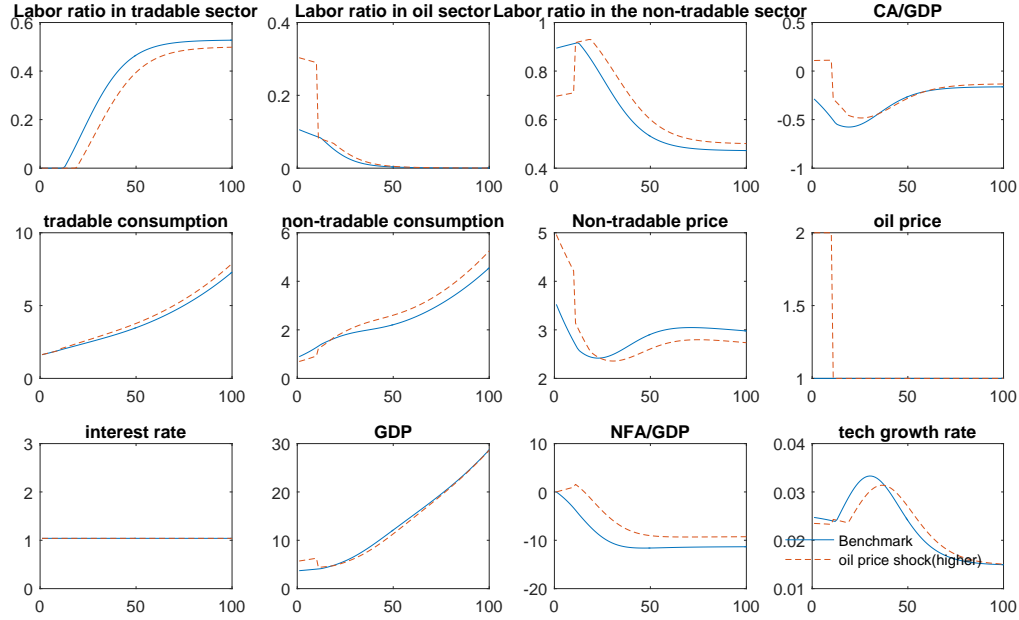 Labor ratio in tradable sector
0.6
0.4
0.2
0
0 50 100
Labor ratio in oil sector
0.4
0.2
0
0 50 100
Labor ratio in the non-tradable sector
1
0.8
0.6
0.4
0 50 100
CA/GDP
0.5
0
-0.5
-1
0 50 100
tradable consumption
10
5
0
0 50 100
non-tradable consumption
6
4
2
0
0 50 100
Non-tradable price
5
4
3
2
0 50 100
oil price
2
1.5
1
0 50 100
interest rate
3
2
1
0
0 50 100
GDP
30
20
10
0
0 50 100
NFA/GDP
10
0
-10
-20
0 50 100
tech growth rate
0.04
0.03
0.02
0.01
0 50 100
Benchmark
oil price shock(higher)